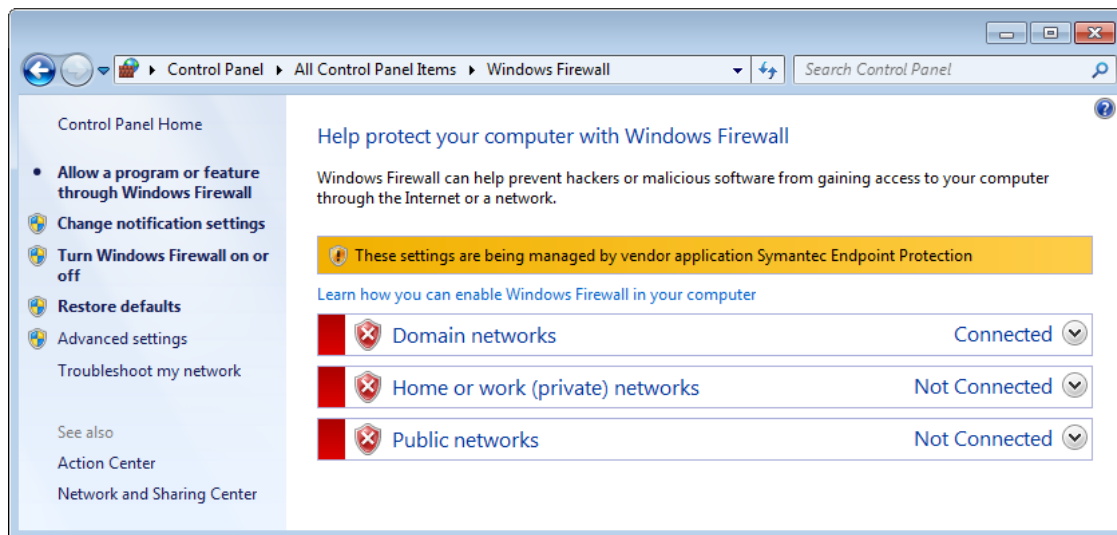 Control Panel ▸ All Control Panel Items ▸ Windows Firewall
Search Control Panel
Control Panel Home
Allow a program or feature
through Windows Firewall
Change notification settings
Turn Windows Firewall on or
off
Restore defaults
Advanced settings
Troubleshoot my network
See also
Action Center
Network and Sharing Center
Help protect your computer with Windows Firewall
Windows Firewall can help prevent hackers or malicious software from gaining access to your computer
through the Internet or a network.
These settings are being managed by vendor application Symantec Endpoint Protection
Learn how you can enable Windows Firewall in your computer
Domain networks Connected
Home or work (private) networks Not Connected
Public networks Not Connected